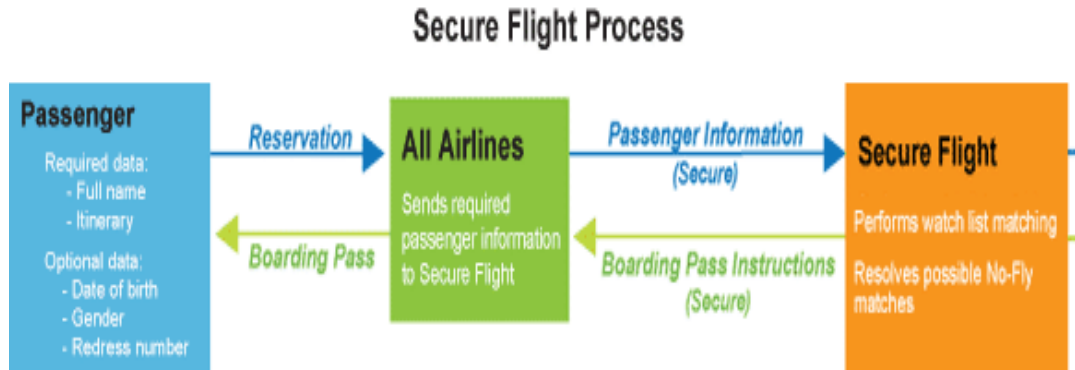 Secure Flight Process
Passenger
Required data:
- Full name
- Itinerary
Optional data:
- Date of birth
- Gender
- Redress number
Reservation
Boarding Pass
All Airlines
Sends required
passenger information
to Secure Flight
Passenger Information
(Secure)
Boarding Pass Instructions
(Secure)
Secure Flight
Performs watch list matching
Resolves possible No-Fly
matches